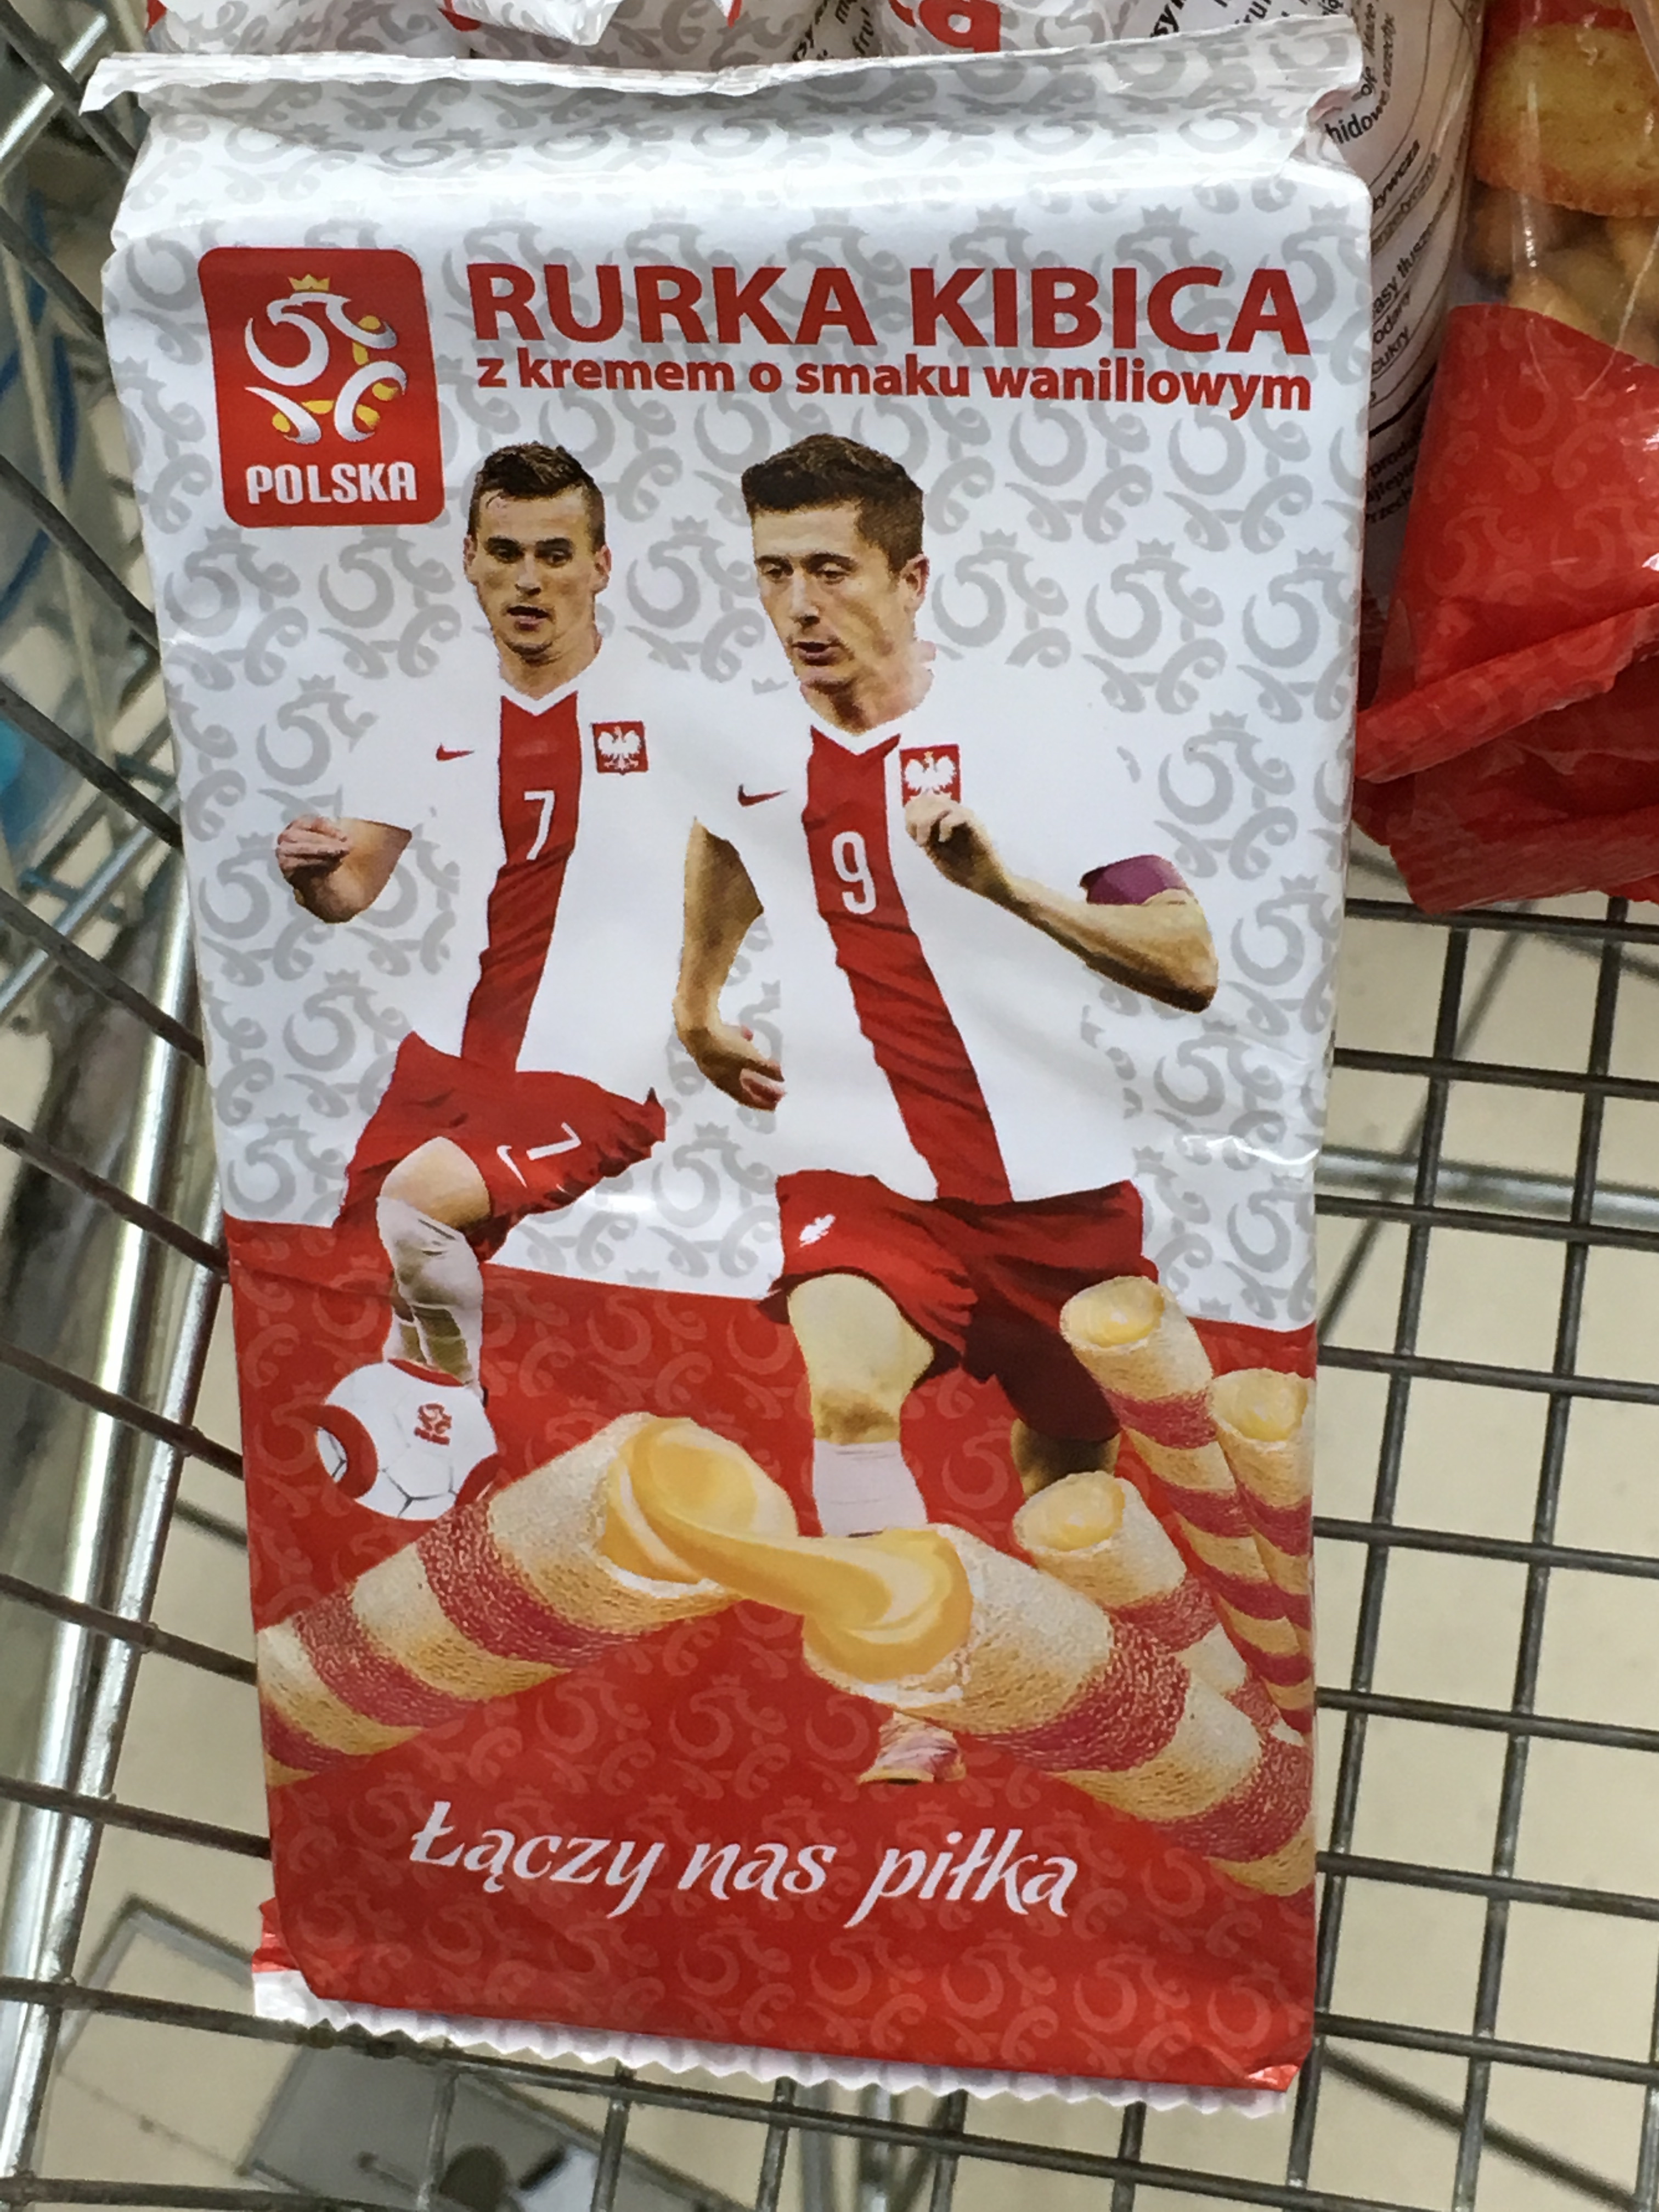 RURKA KIBICA
z kremem o smaku waniliowym
POLSKA
7
9
7
Łączy nas piłka